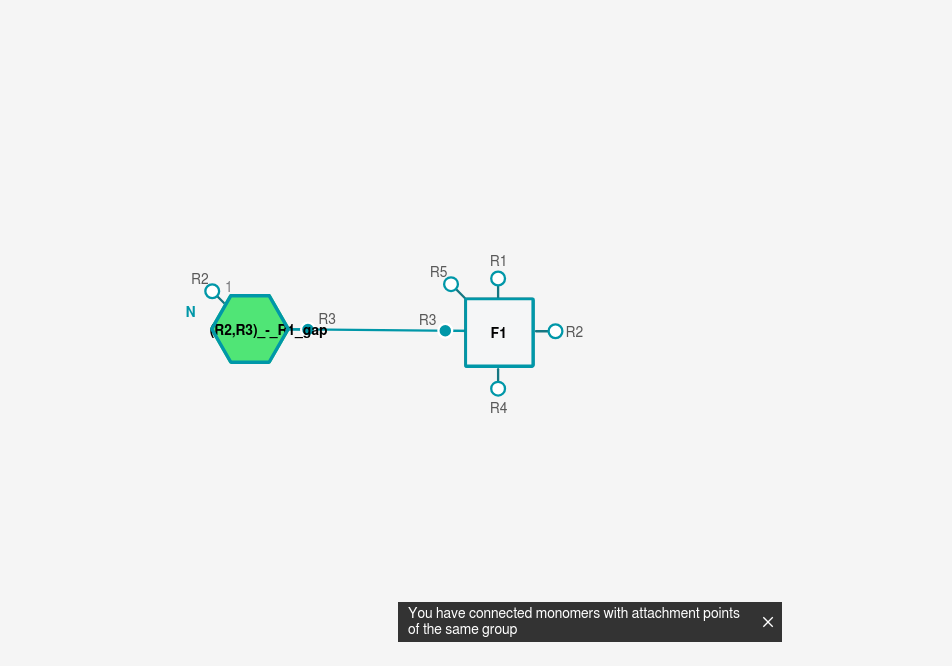 R1
R5
R2
1
N
R3
R3
(R2,R3)_-_R1_gap
F1
R2
R4
You have connected monomers with attachment points
of the same group